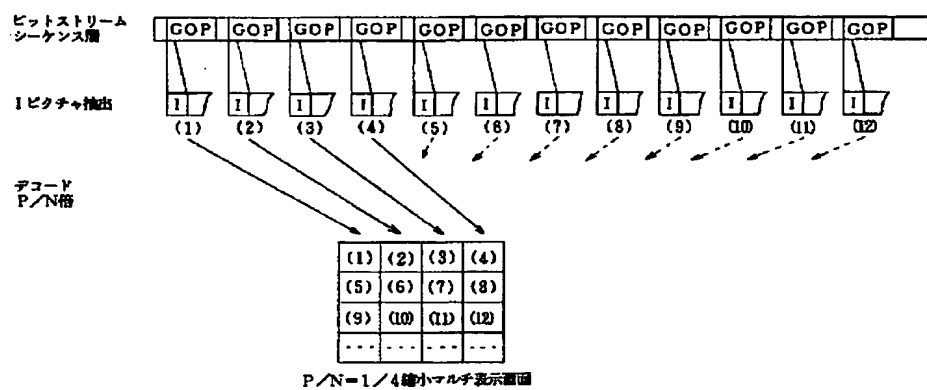 ビットストリーム
シーケンス階
GOP GOP GOP GOP GOP GOP GOP GOP GOP GOP GOP GOP
Iピクチャ抽出
I I I I I I I I I I I I
(1) (2) (3) (4) (5) (6) (7) (8) (9) (10) (11) (12)
デコード
P/N倍
(1) (2) (3) (4)
(5) (6) (7) (8)
(9) (10) (11) (12)
--- --- --- ---
P/N=1/4縮小マルチ表示画面